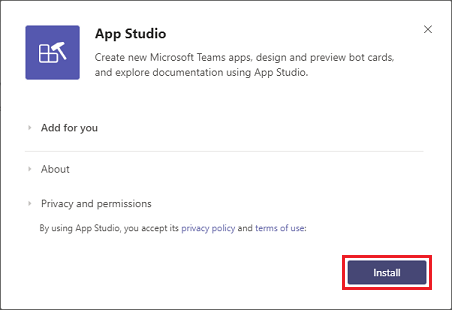 App Studio
Create new Microsoft Teams apps, design and preview bot cards,
and explore documentation using App Studio.
Add for you
About
Privacy and permissions
By using App Studio, you accept its privacy policy and terms of use:
Install